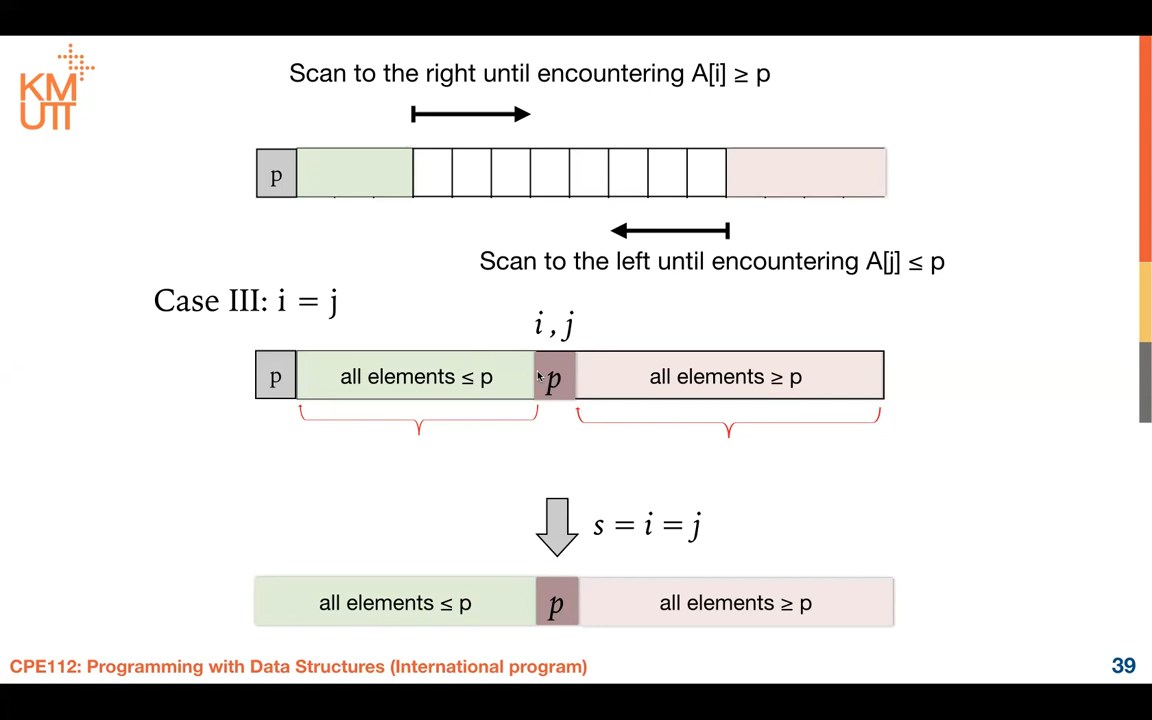 KM
UTT
Scan to the right until encountering A[i] ≥ p
p
Scan to the left until encountering A[j] ≤ p
Case III: i = j
i , j
p all elements ≤ p p all elements ≥ p
s = i = j
all elements ≤ p p all elements ≥ p
CPE112: Programming with Data Structures (International program) 39